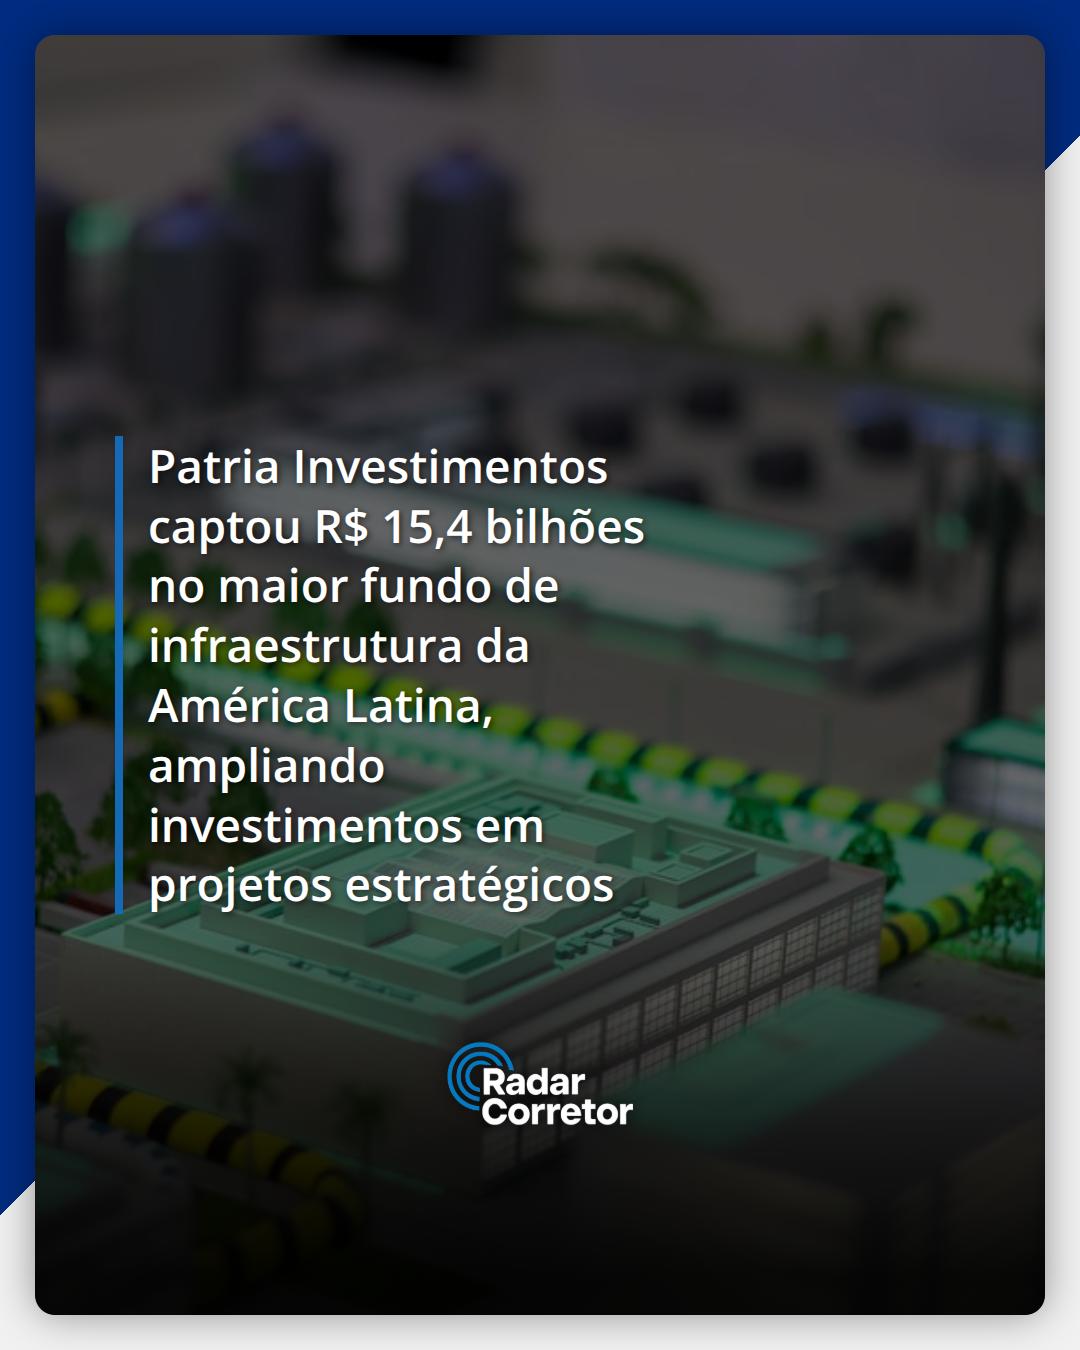 Patria Investimentos
captou R$ 15,4 bilhões
no maior fundo de
infraestrutura da
América Latina,
ampliando
investimentos em
projetos estratégicos
Radar
Corretor